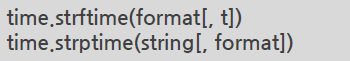 time.strftime(format[, t])
time.strptime(string[, format])